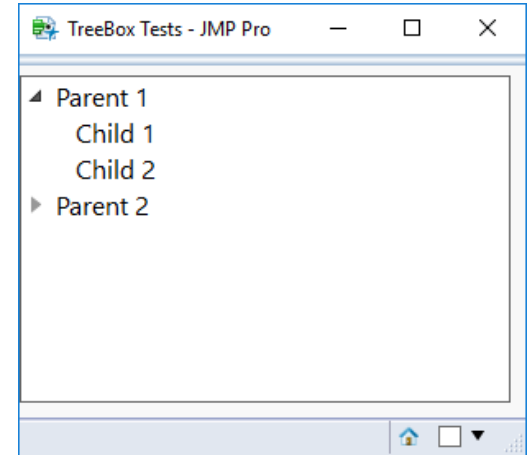 TreeBox Tests - JMP Pro
Parent 1
Child 1
Child 2
Parent 2